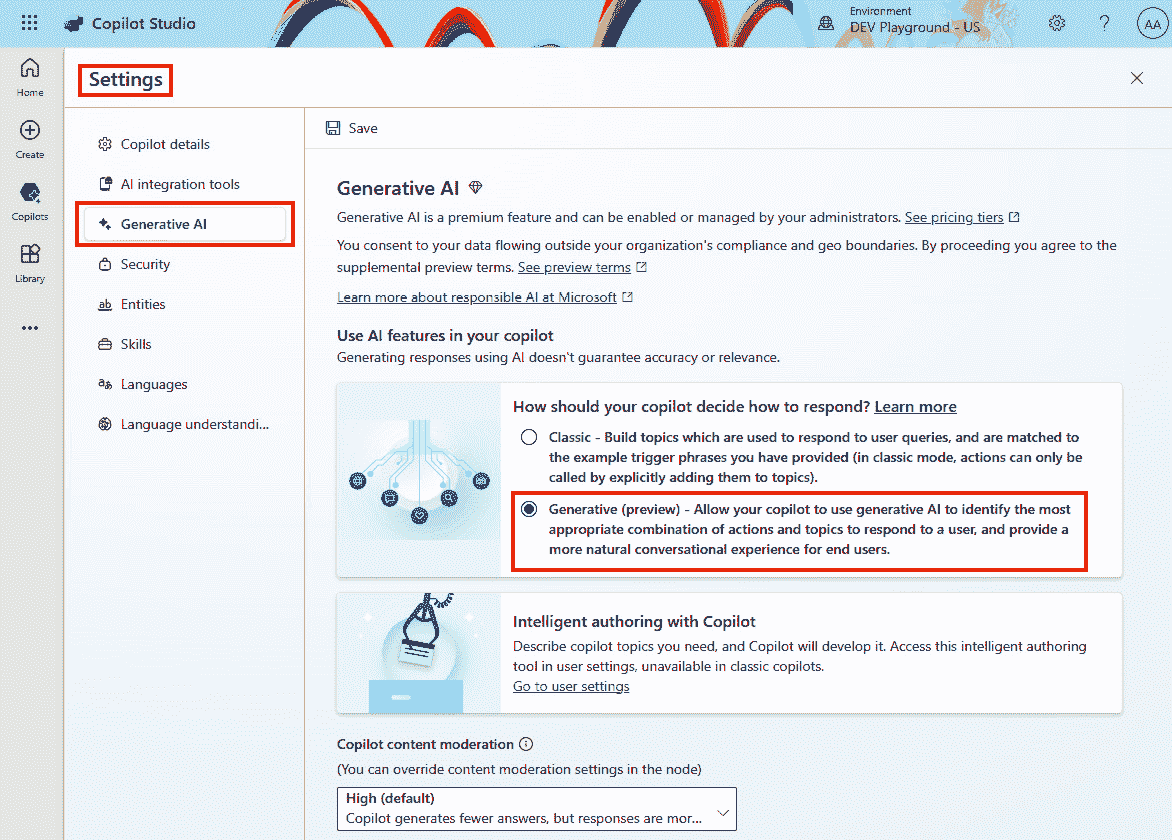 Copilot Studio
Environment
DEV Playground - US
?
AA
Home
Create
Copilots
Library
Settings
Copilot details
AI integration tools
Generative AI
Security
Entities
Skills
Languages
Language understandi...
Save
Generative AI
Generative AI is a premium feature and can be enabled or managed by your administrators. See pricing tiers
You consent to your data flowing outside your organization's compliance and geo boundaries. By proceeding you agree to the
supplemental preview terms. See preview terms
Learn more about responsible AI at Microsoft
Use AI features in your copilot
Generating responses using AI doesn't guarantee accuracy or relevance.
How should your copilot decide how to respond? Learn more
Classic - Build topics which are used to respond to user queries, and are matched to
the example trigger phrases you have provided (in classic mode, actions can only be
called by explicitly adding them to topics).
Generative (preview) - Allow your copilot to use generative AI to identify the most
appropriate combination of actions and topics to respond to a user, and provide a
more natural conversational experience for end users.
Intelligent authoring with Copilot
Describe copilot topics you need, and Copilot will develop it. Access this intelligent authoring
tool in user settings, unavailable in classic copilots.
Go to user settings
Copilot content moderation
(You can override content moderation settings in the node)
High (default)
Copilot generates fewer answers, but responses are mor...